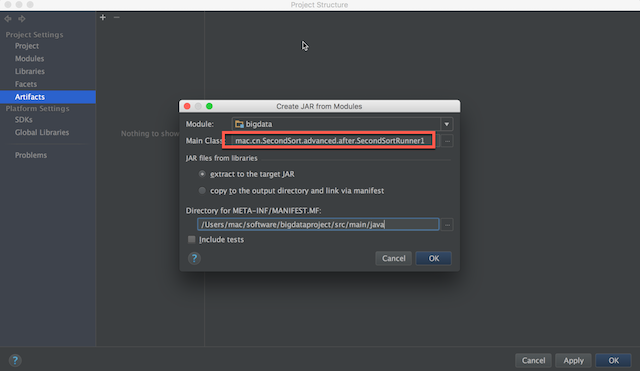 Project Structure
Project Settings
Project
Modules
Libraries
Facets
Artifacts
Platform Settings
SDKs
Global Libraries
Problems
Nothing to show
Create JAR from Modules
Module: bigdata
Main Class mac.cn.SecondSort.advanced.after.SecondSortRunner1
JAR files from libraries
extract to the target JAR
copy to the output directory and link via manifest
Directory for META-INF/MANIFEST.MF:
/Users/mac/software/bigdataproject/src/main/java
Include tests
? Cancel OK
? Cancel Apply OK